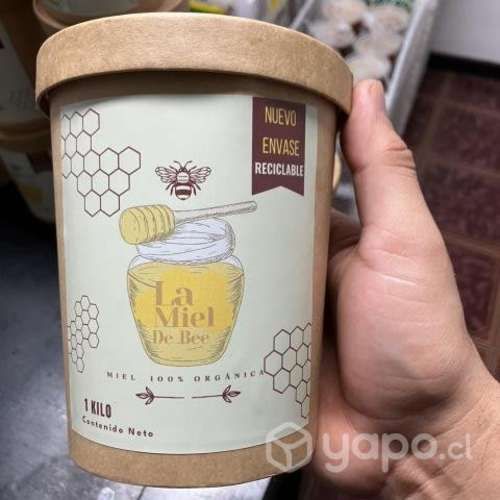 NUEVO
ENVASE
RECICLABLE
La
Miel
De Bee
MIEL 100% ORGÁNICA
1 KILO
Contenido Neto
yapo.cl